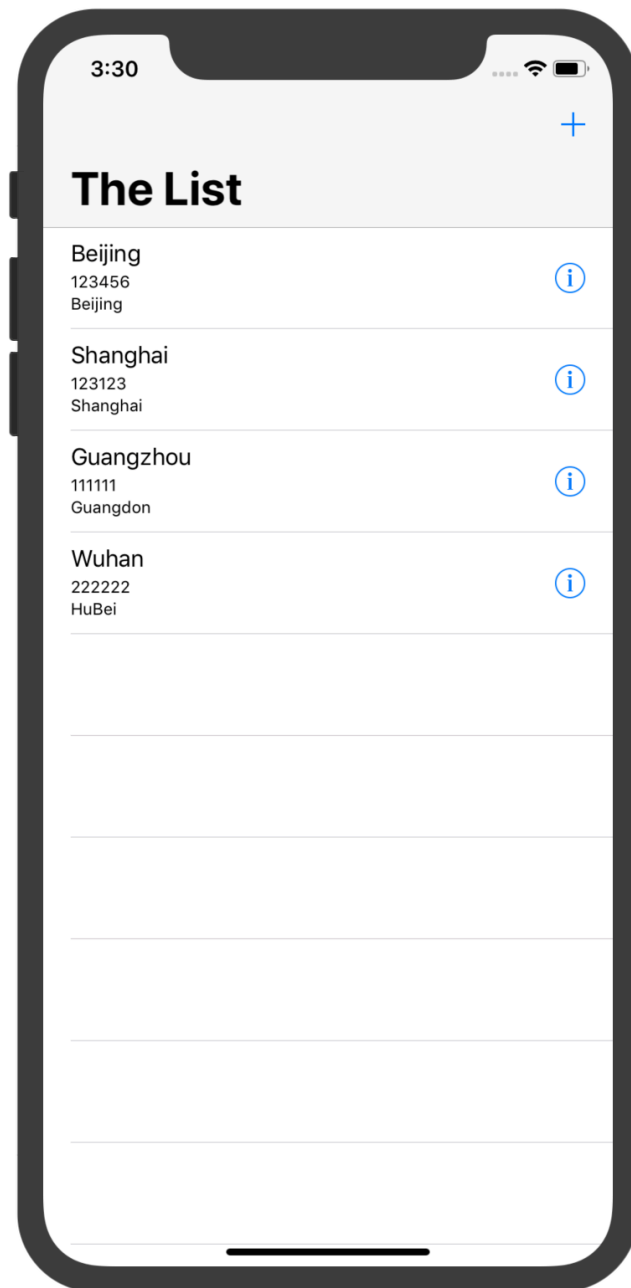 3:30
The List
Beijing
123456
Beijing
Shanghai
123123
Shanghai
Guangzhou
111111
Guangdon
Wuhan
222222
HuBei